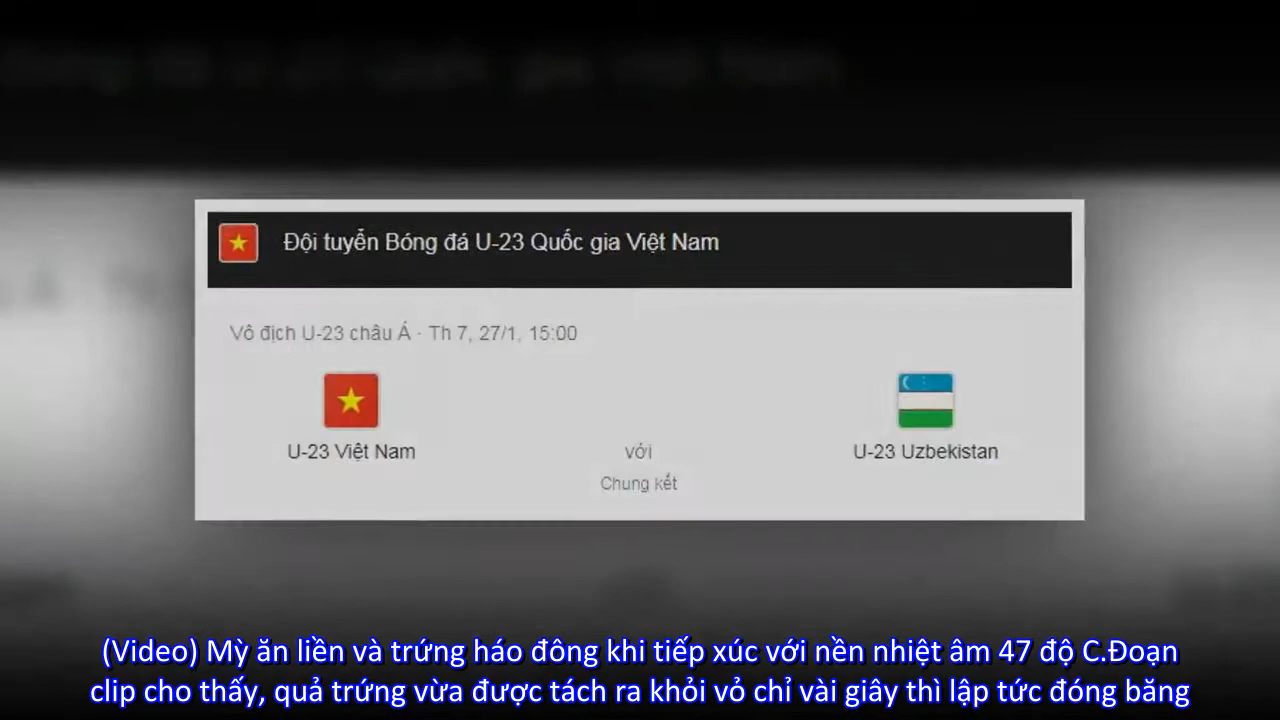 Đội tuyển Bóng đá U-23 Quốc gia Việt Nam
Vô địch U-23 châu Á · Th 7, 27/1, 15:00
U-23 Việt Nam
với
U-23 Uzbekistan
Chung kết
(Video) Mỳ ăn liền và trứng háo đông khi tiếp xúc với nền nhiệt âm 47 độ C.Đoạn
clip cho thấy, quả trứng vừa được tách ra khỏi vỏ chỉ vài giây thì lập tức đóng băng